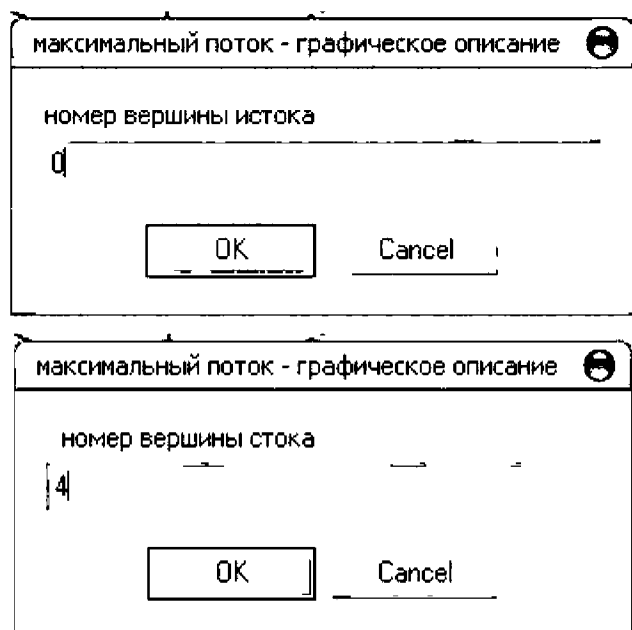 максимальный поток - графическое описание
номер вершины истока
0
OK Cancel
максимальный поток - графическое описание
номер вершины стока
4
OK Cancel